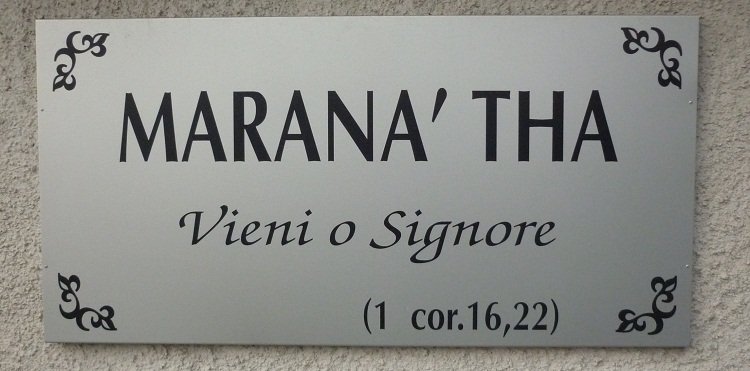 MARANA' THA
Vieni o Signore
(1 cor.16,22)